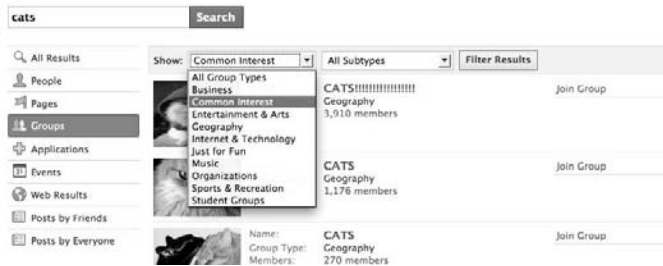 cats
Search
All Results
People
Pages
Groups
Applications
Events
Web Results
Posts by Friends
Posts by Everyone
Show: Common Interest All Subtypes Filter Results
All Group Types
Business
Common Interest
Entertainment & Arts
Geography
Internet & Technology
Just for Fun
Music
Organizations
Sports & Recreation
Student Groups
CATS!!!!!!!!!!!!!!!!!
Geography
3,910 members
Join Group
CATS
Geography
1,176 members
Join Group
Name: CATS
Group Type: Geography
Members: 270 members
Join Group